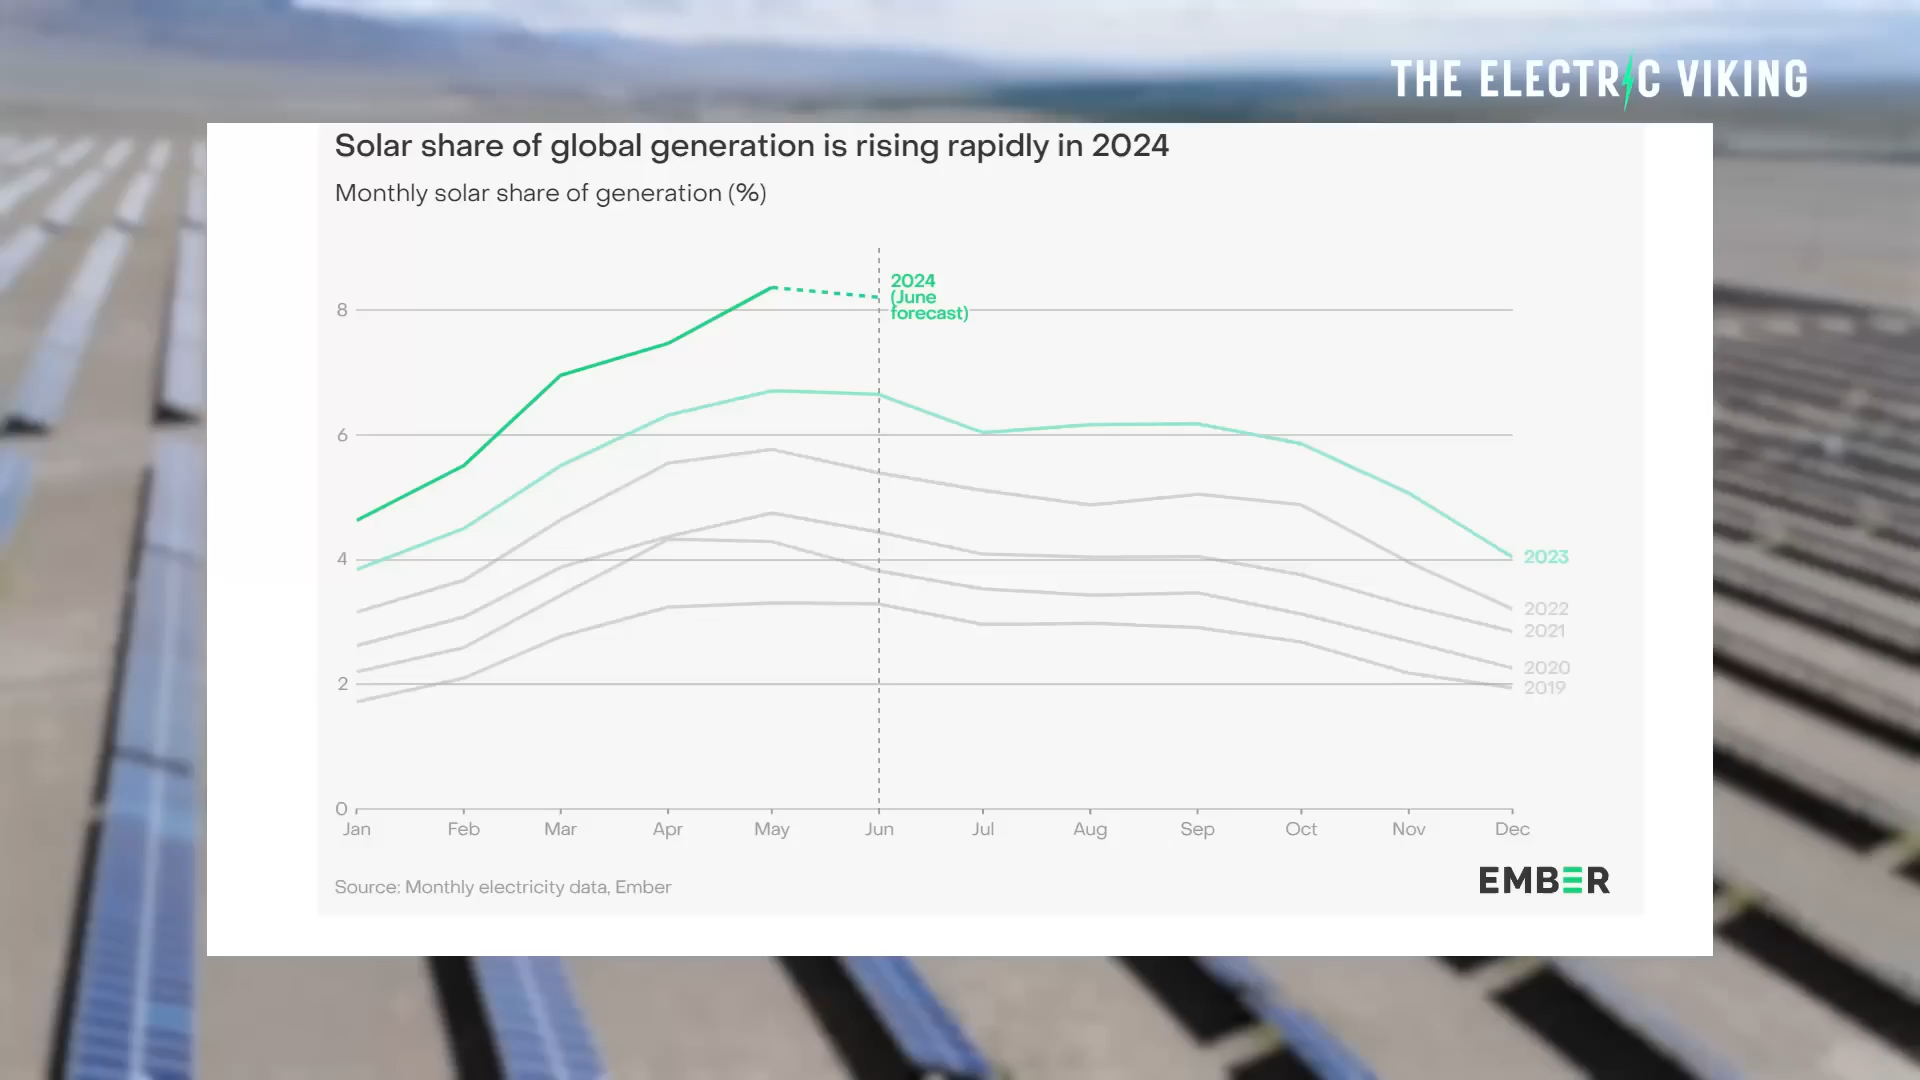 THE ELECTRIC VIKING
Solar share of global generation is rising rapidly in 2024
Monthly solar share of generation (%)
2024
(June
forecast)
8
6
4
2
0
2023
2022
2021
2020
2019
Jan Feb Mar Apr May Jun Jul Aug Sep Oct Nov Dec
Source: Monthly electricity data, Ember
EMBER